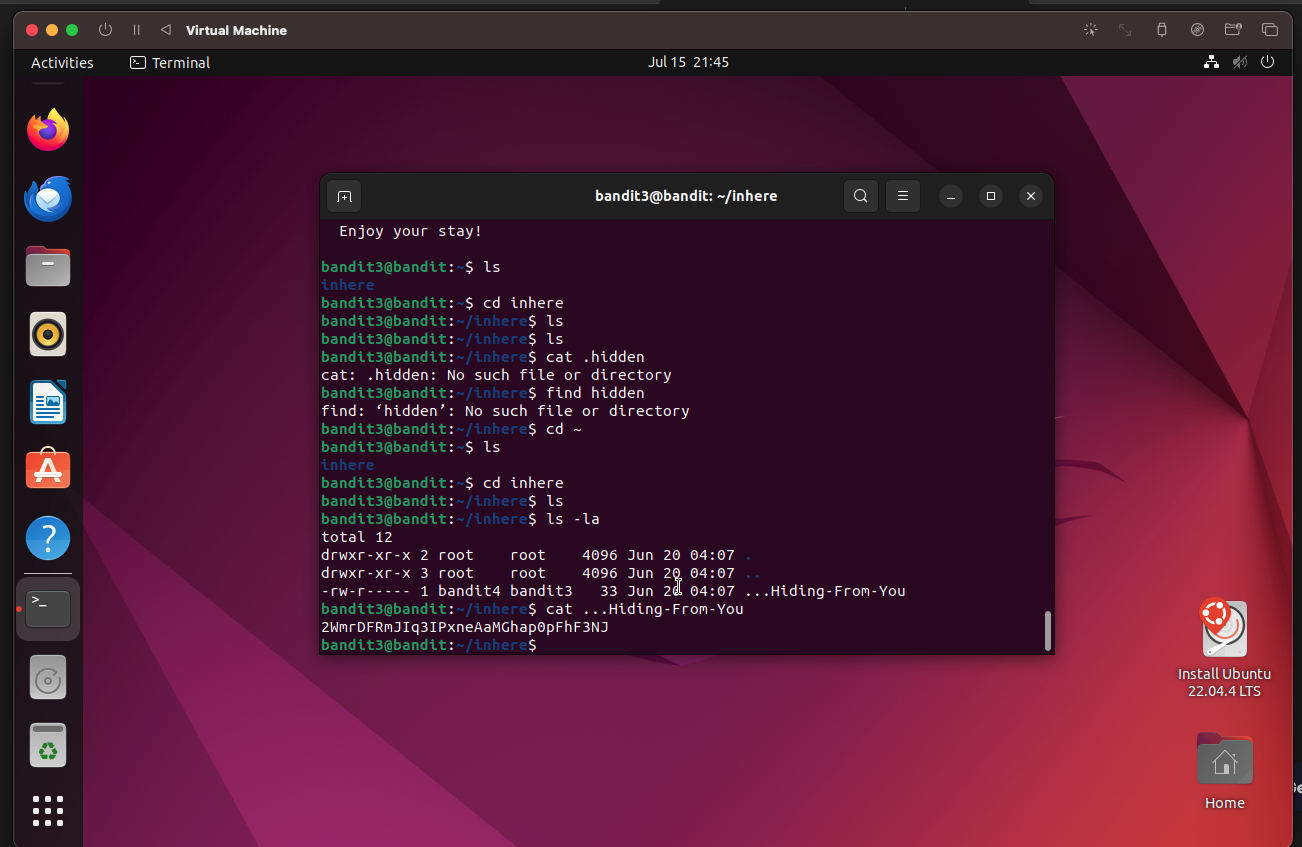 Virtual Machine
Activities
Terminal
Jul 15 21:45
bandit3@bandit: ~/inhere
Enjoy your stay!
bandit3@bandit:~$ ls
inhere
bandit3@bandit:~$ cd inhere
bandit3@bandit:~/inhere$ ls
bandit3@bandit:~/inhere$ ls
bandit3@bandit:~/inhere$ cat .hidden
cat: .hidden: No such file or directory
bandit3@bandit:~/inhere$ find hidden
find: ‘hidden’: No such file or directory
bandit3@bandit:~/inhere$ cd ~
bandit3@bandit:~$ ls
inhere
bandit3@bandit:~$ cd inhere
bandit3@bandit:~/inhere$ ls
bandit3@bandit:~/inhere$ ls -la
total 12
drwxr-xr-x 2 root    root    4096 Jun 20 04:07 .
drwxr-xr-x 3 root    root    4096 Jun 20 04:07 ..
-rw-r----- 1 bandit4 bandit3   33 Jun 20 04:07 ...Hiding-From-You
bandit3@bandit:~/inhere$ cat ...Hiding-From-You
2WmrDFRmJIq3IPxneAaMGhap0pFhF3NJ
bandit3@bandit:~/inhere$
Install Ubuntu
22.04.4 LTS
Home